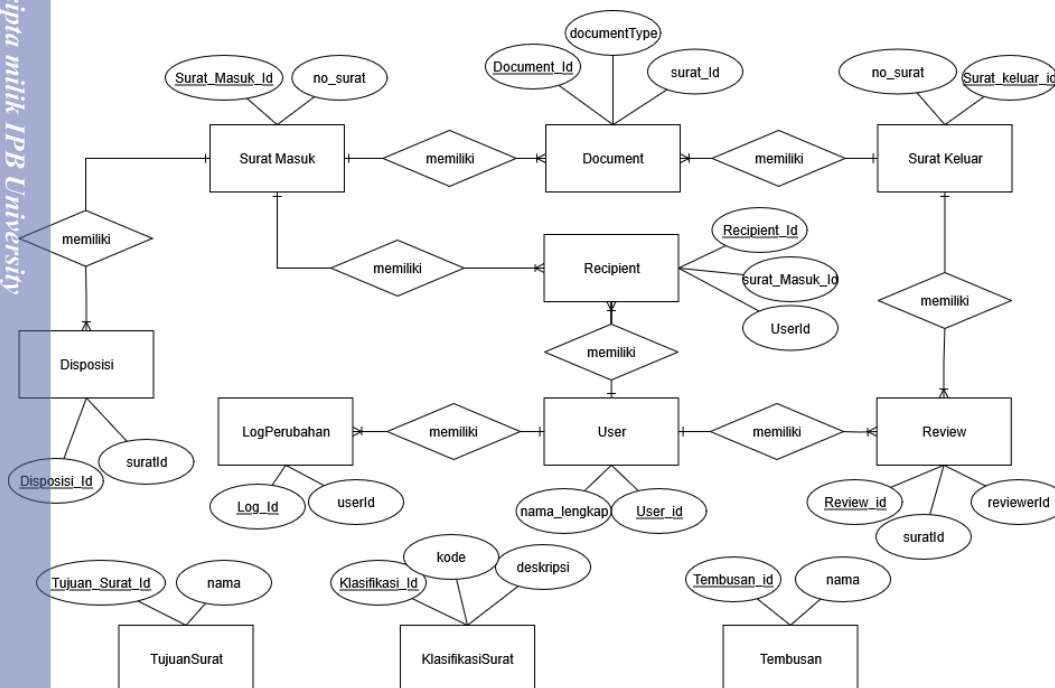 cipta milik IPB University
documentType
Surat_Masuk_Id
no_surat
Document_Id
surat_Id
no_surat
Surat_keluar_id
Surat Masuk
memiliki
Document
memiliki
Surat Keluar
memiliki
memiliki
Recipient
Recipient_Id
surat_Masuk_Id
UserId
memiliki
memiliki
Disposisi
LogPerubahan
memiliki
User
memiliki
Review
Disposisi_Id
suratId
Log_Id
userId
nama_lengkap
User_id
Review_id
suratId
reviewerId
Tujuan_Surat_Id
nama
Klasifikasi_Id
kode
deskripsi
Tembusan_id
nama
TujuanSurat
KlasifikasiSurat
Tembusan